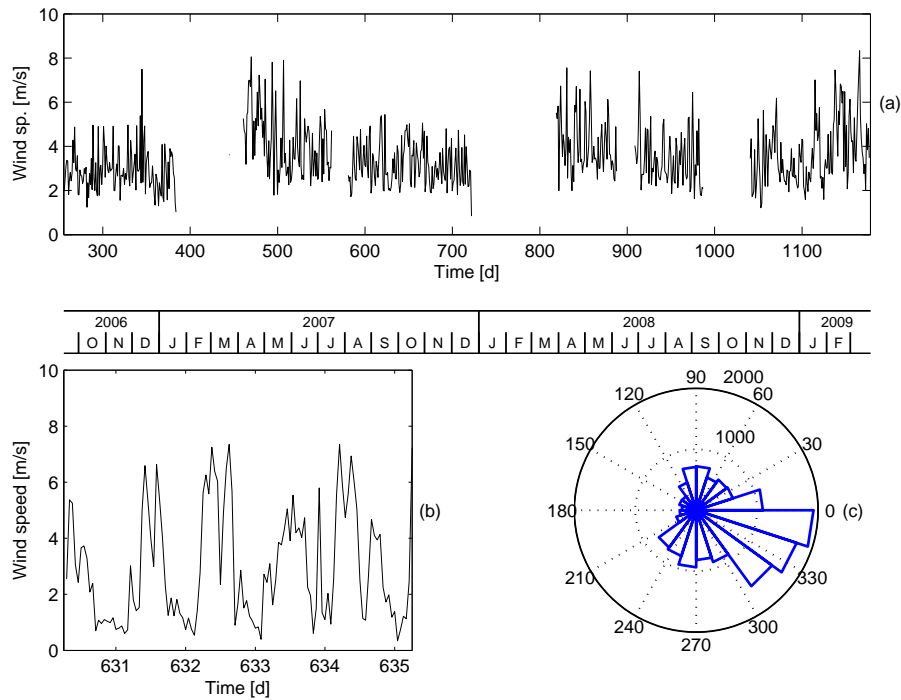 10
8
6
4
2
0
Wind sp. [m/s]
(a)
300 400 500 600 700 800 900 1000 1100
Time [d]
2006 2007 2008 2009
O N D J F M A M J J A S O N D J F M A M J J A S O N D J F
10
8
6
4
2
0
Wind speed [m/s]
(b)
631 632 633 634 635
Time [d]
90 2000
120 60
1000
150 30
180 0 (c)
210 330
240 300
270